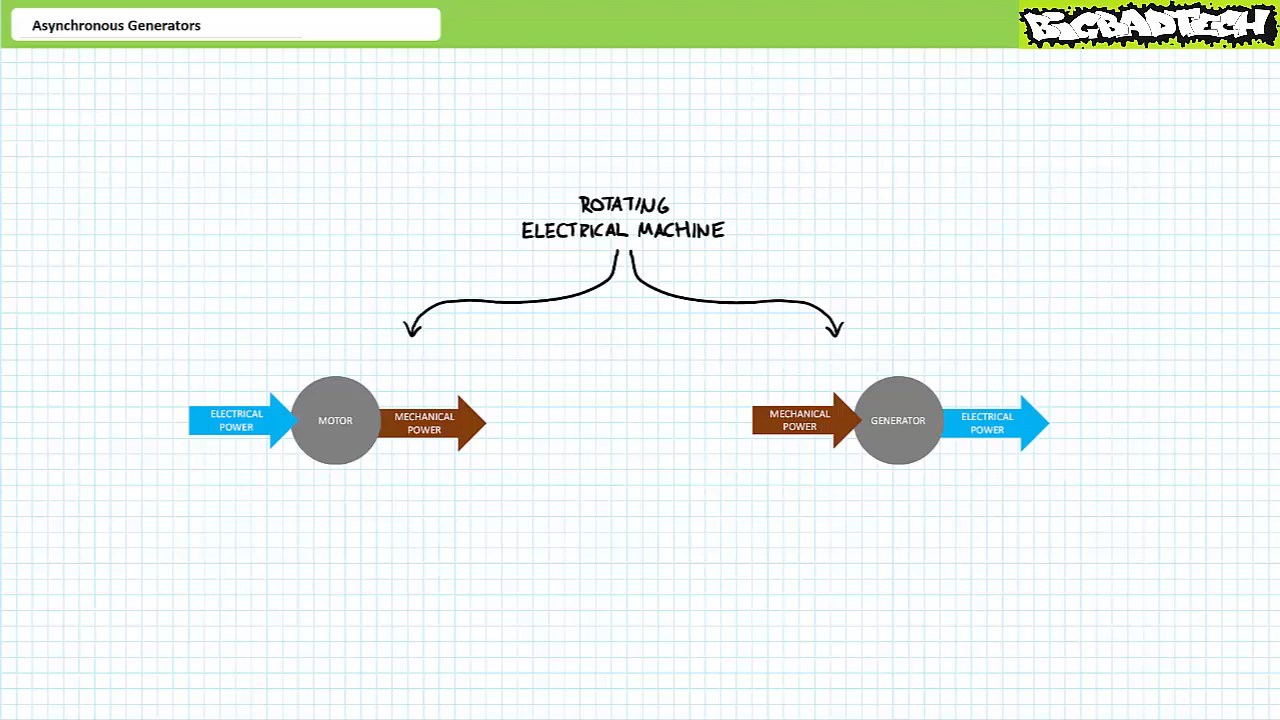 Asynchronous Generators
BIGBADTECH
ROTATING
ELECTRICAL MACHINE
ELECTRICAL
POWER
MOTOR
MECHANICAL
POWER
MECHANICAL
POWER
GENERATOR
ELECTRICAL
POWER